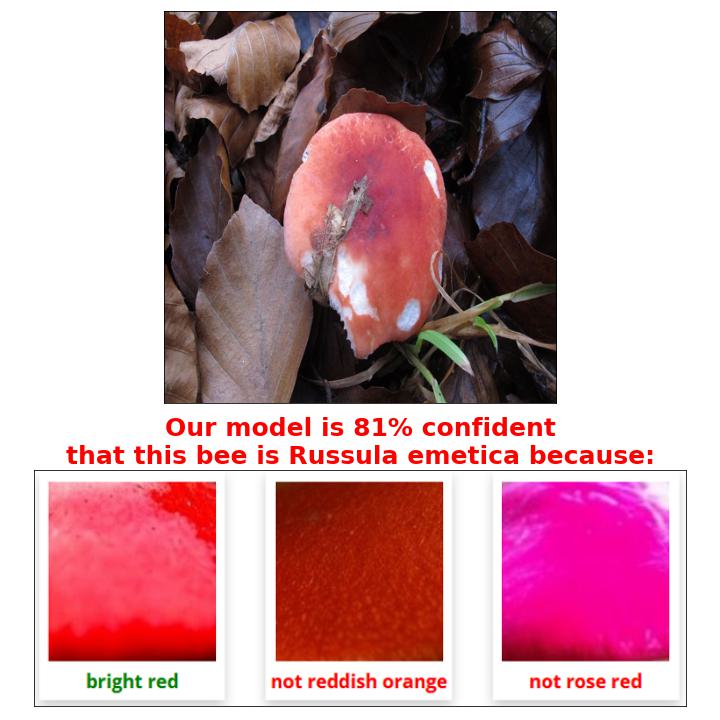 Our model is 81% confident
that this bee is Russula emetica because:
bright red
not reddish orange
not rose red